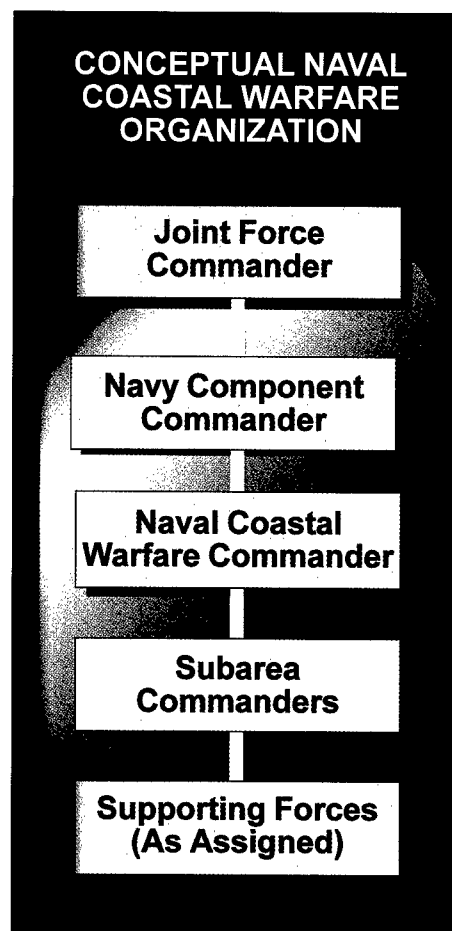 CONCEPTUAL NAVAL
COASTAL WARFARE
ORGANIZATION
Joint Force
Commander
Navy Component
Commander
Naval Coastal
Warfare Commander
Subarea
Commanders
Supporting Forces
(As Assigned)